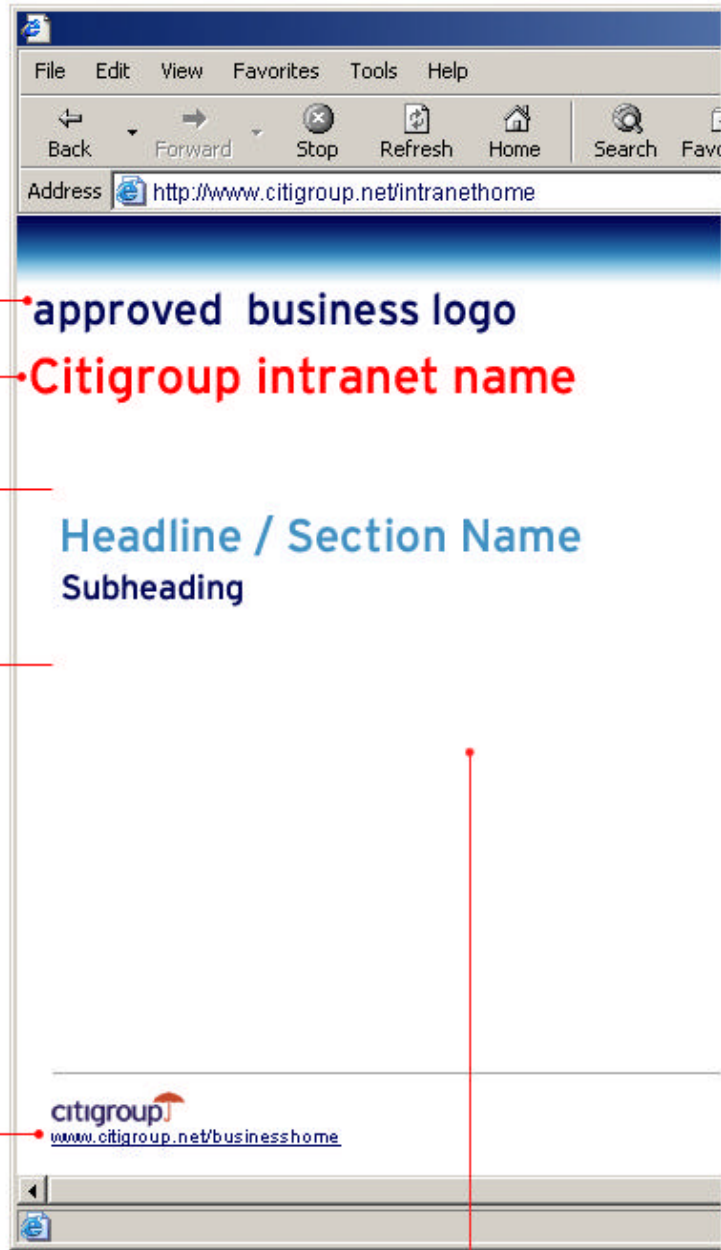 File Edit View Favorites Tools Help
Back Forward Stop Refresh Home Search Favo
Address http://www.citigroup.net/intranethome
approved business logo
Citigroup intranet name
Headline / Section Name
Subheading
citigroup
www.citigroup.net/businesshome